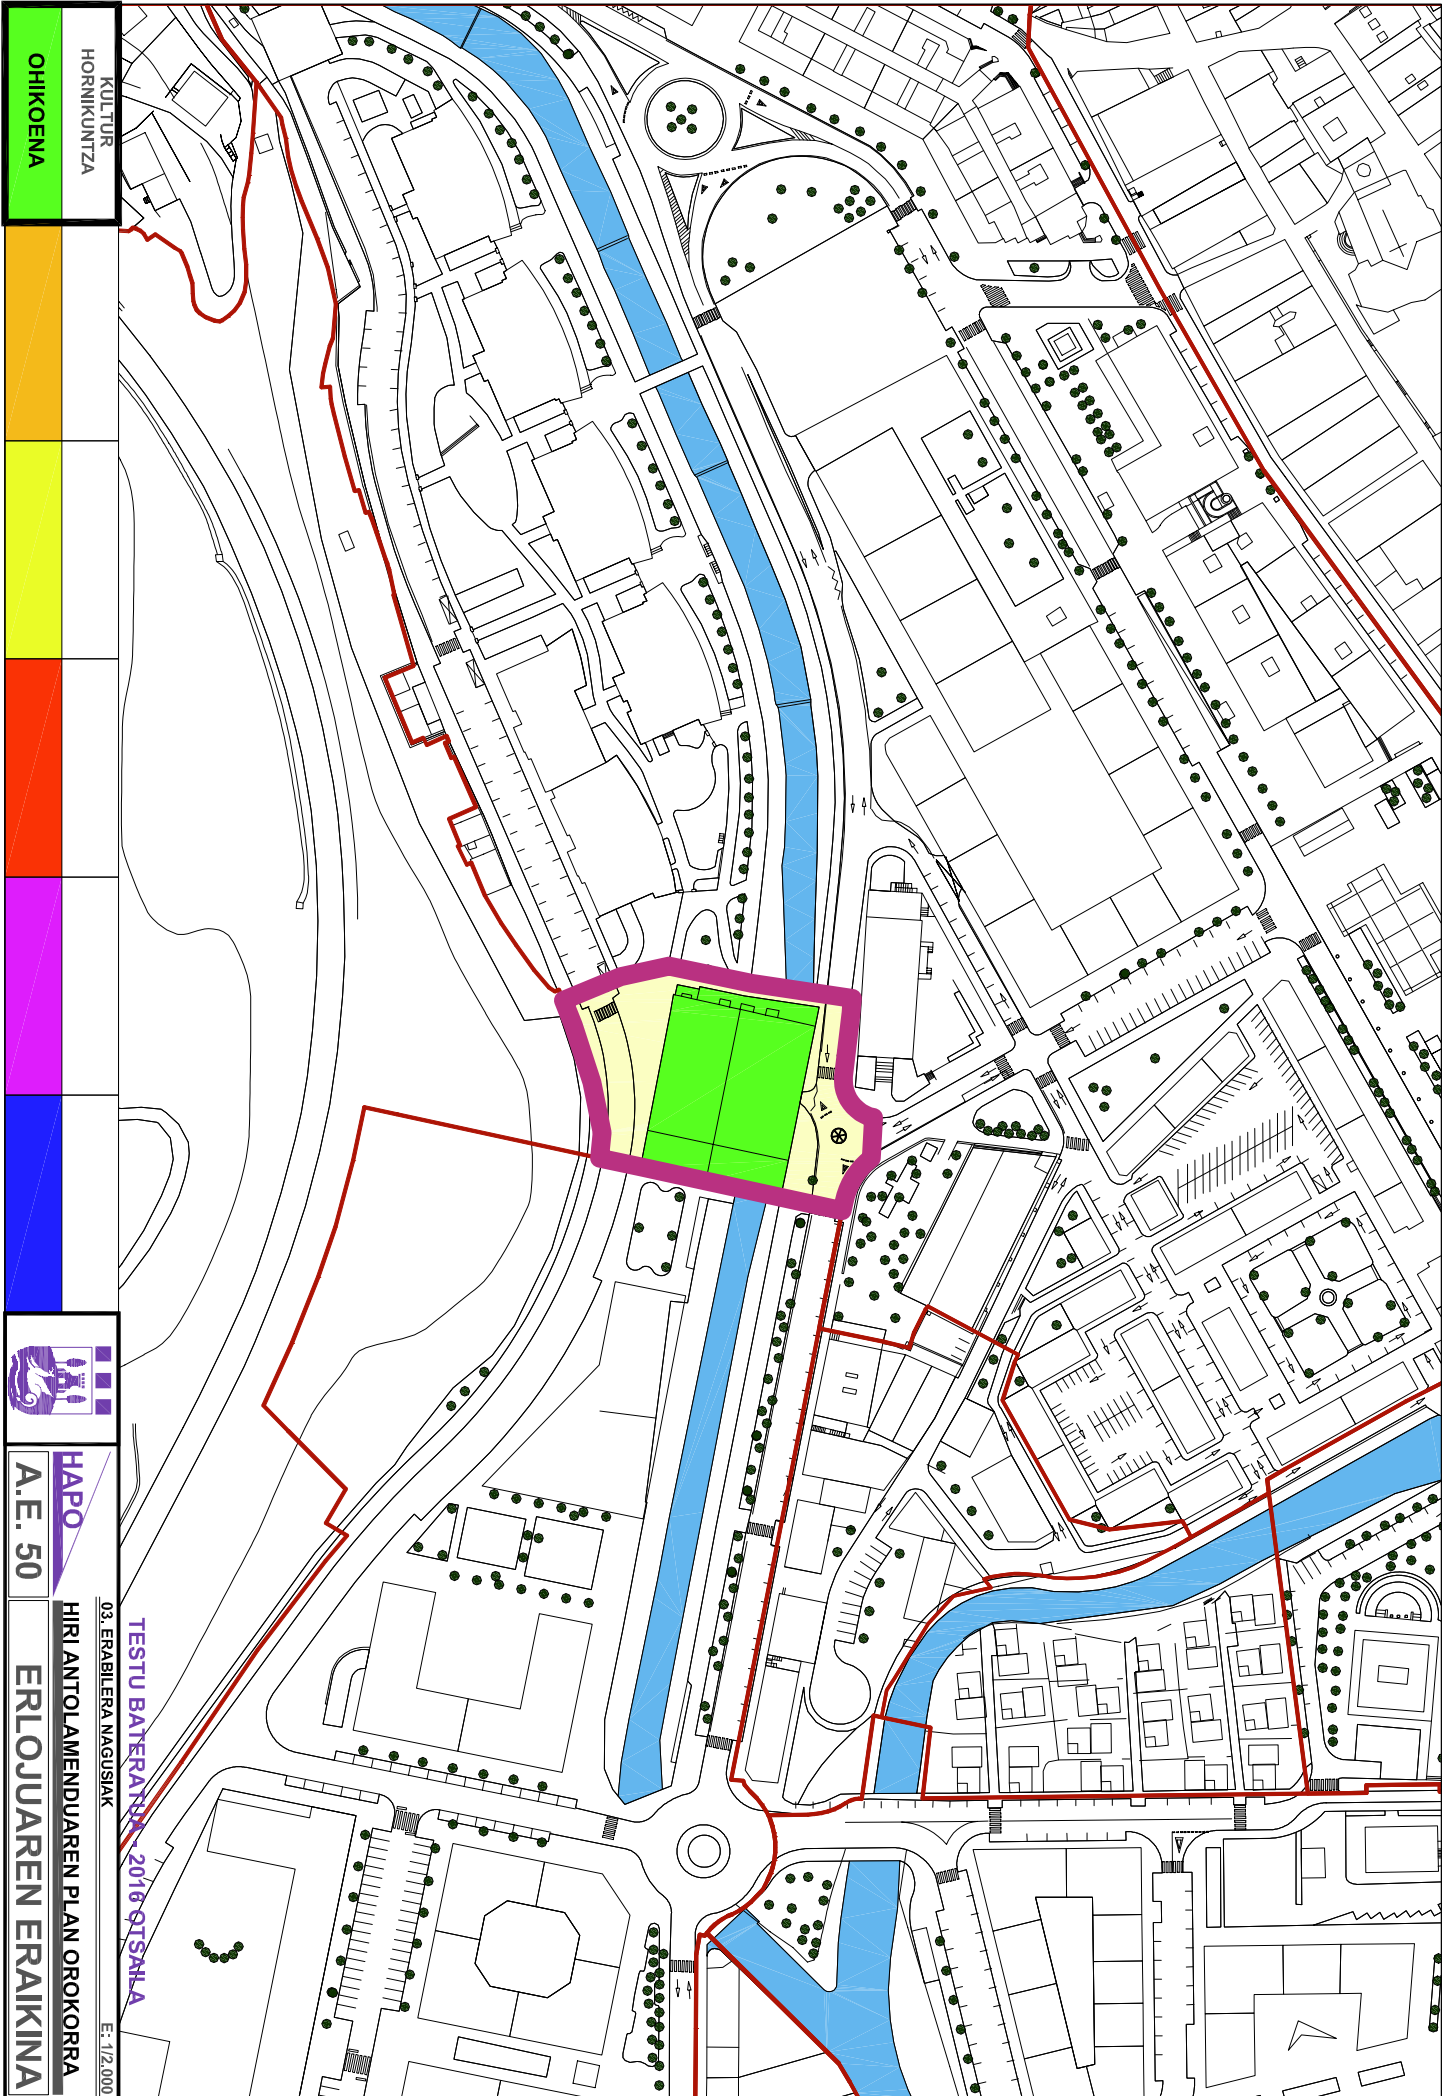 KULTUR
HORNIKUNTZA
OHIKOENA
TESTU BATERATUA - 2016 OTSAILA
03. ERABILERA NAGUSIAK
E: 1/2.000
HAPO
HIRI ANTOLAMENDUAREN PLAN OROKORRA
A.E. 50
ERLOJUAREN ERAIKINA